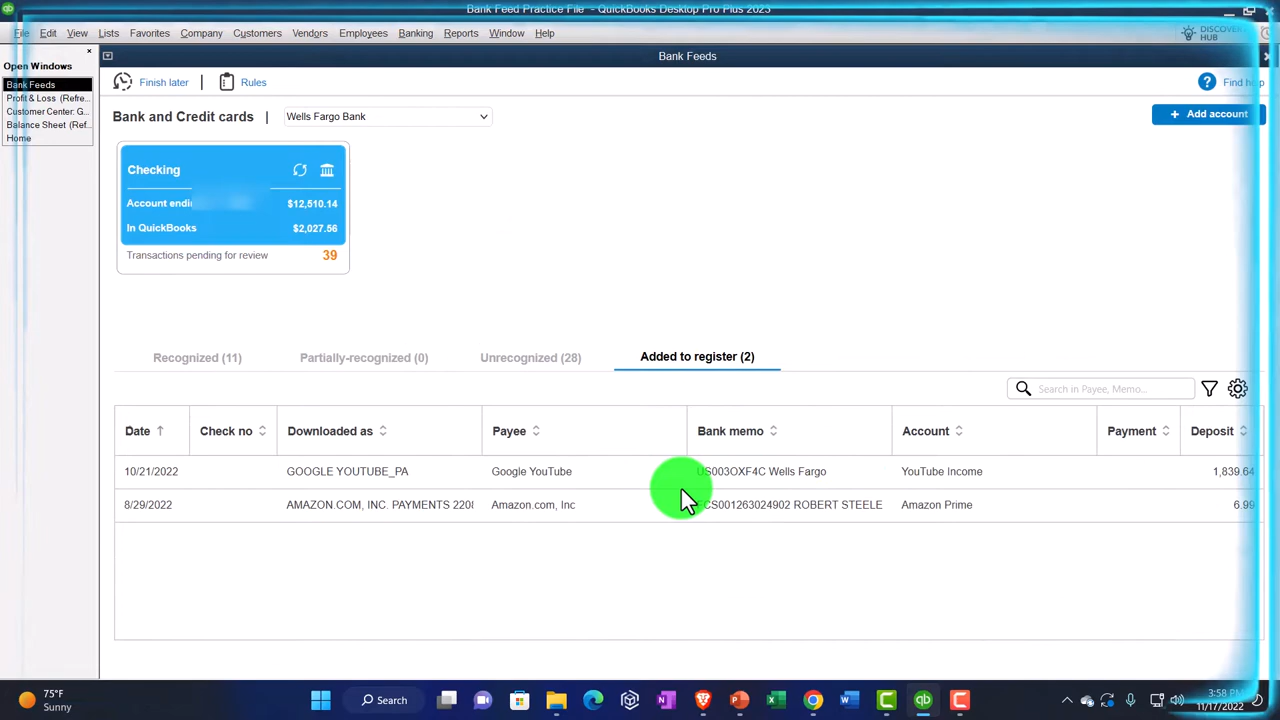 Bank Feed Practice File - QuickBooks Desktop Pro Plus 2023
File Edit View Lists Favorites Company Customers Vendors Employees Banking Reports Window Help
DISCOVER HUB
Open Windows
Bank Feeds
Profit & Loss (Refre...
Customer Center: G...
Balance Sheet (Ref...
Home
Bank Feeds
Finish later | Rules
Find help
Bank and Credit cards | Wells Fargo Bank
+ Add account
Checking
Account endi $12,510.14
In QuickBooks $2,027.56
Transactions pending for review 39
Recognized (11) Partially-recognized (0) Unrecognized (28) Added to register (2)
Search in Payee, Memo...
Date Check no Downloaded as Payee Bank memo Account Payment Deposit
10/21/2022 GOOGLE YOUTUBE_PA Google YouTube US003OXF4C Wells Fargo YouTube Income 1,839.64
8/29/2022 AMAZON.COM, INC. PAYMENTS 2208 Amazon.com, Inc CS001263024902 ROBERT STEELE Amazon Prime 6.99
75°F
Sunny
Search
3:58 PM
11/17/2022